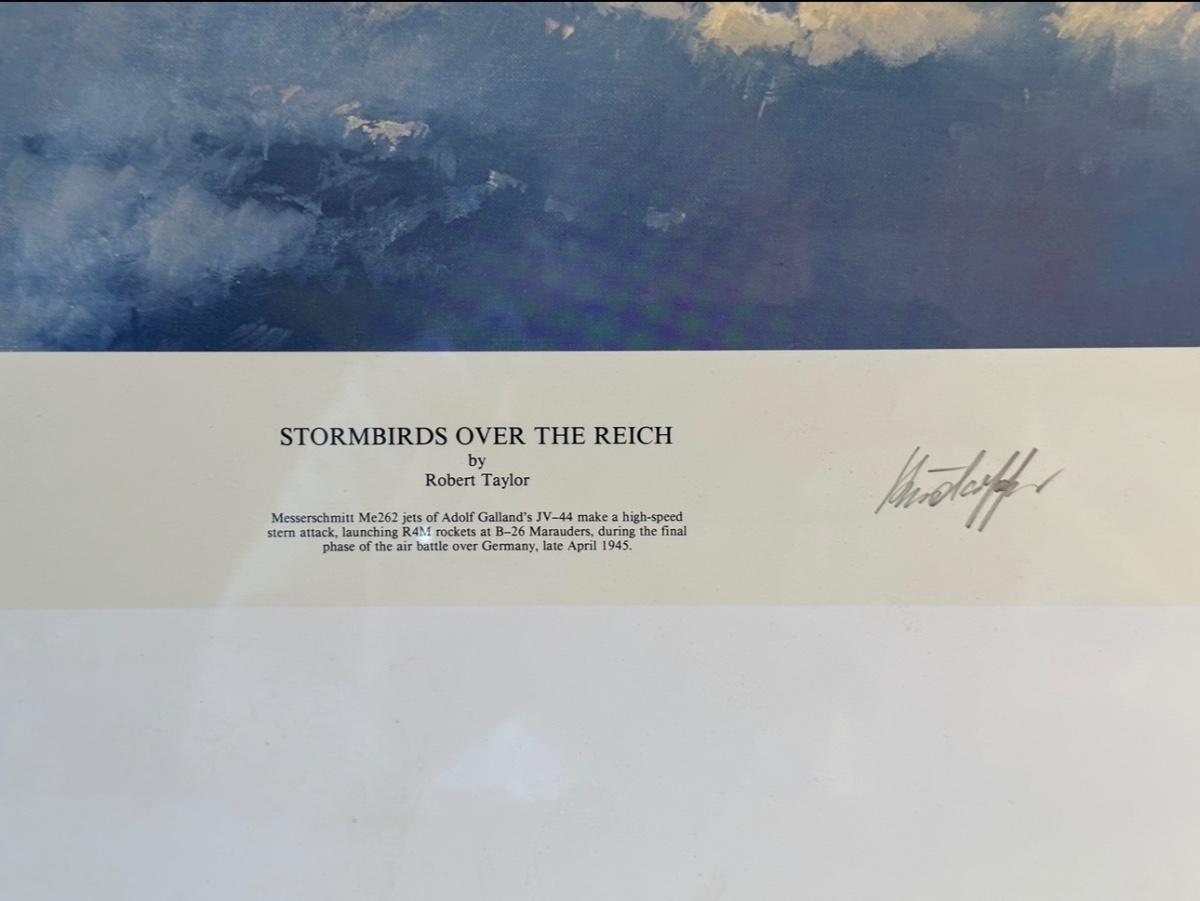 STORMBIRDS OVER THE REICH
by
Robert Taylor
Messerschmitt Me262 jets of Adolf Galland's JV–44 make a high-speed
stern attack, launching R4M rockets at B–26 Marauders, during the final
phase of the air battle over Germany, late April 1945.